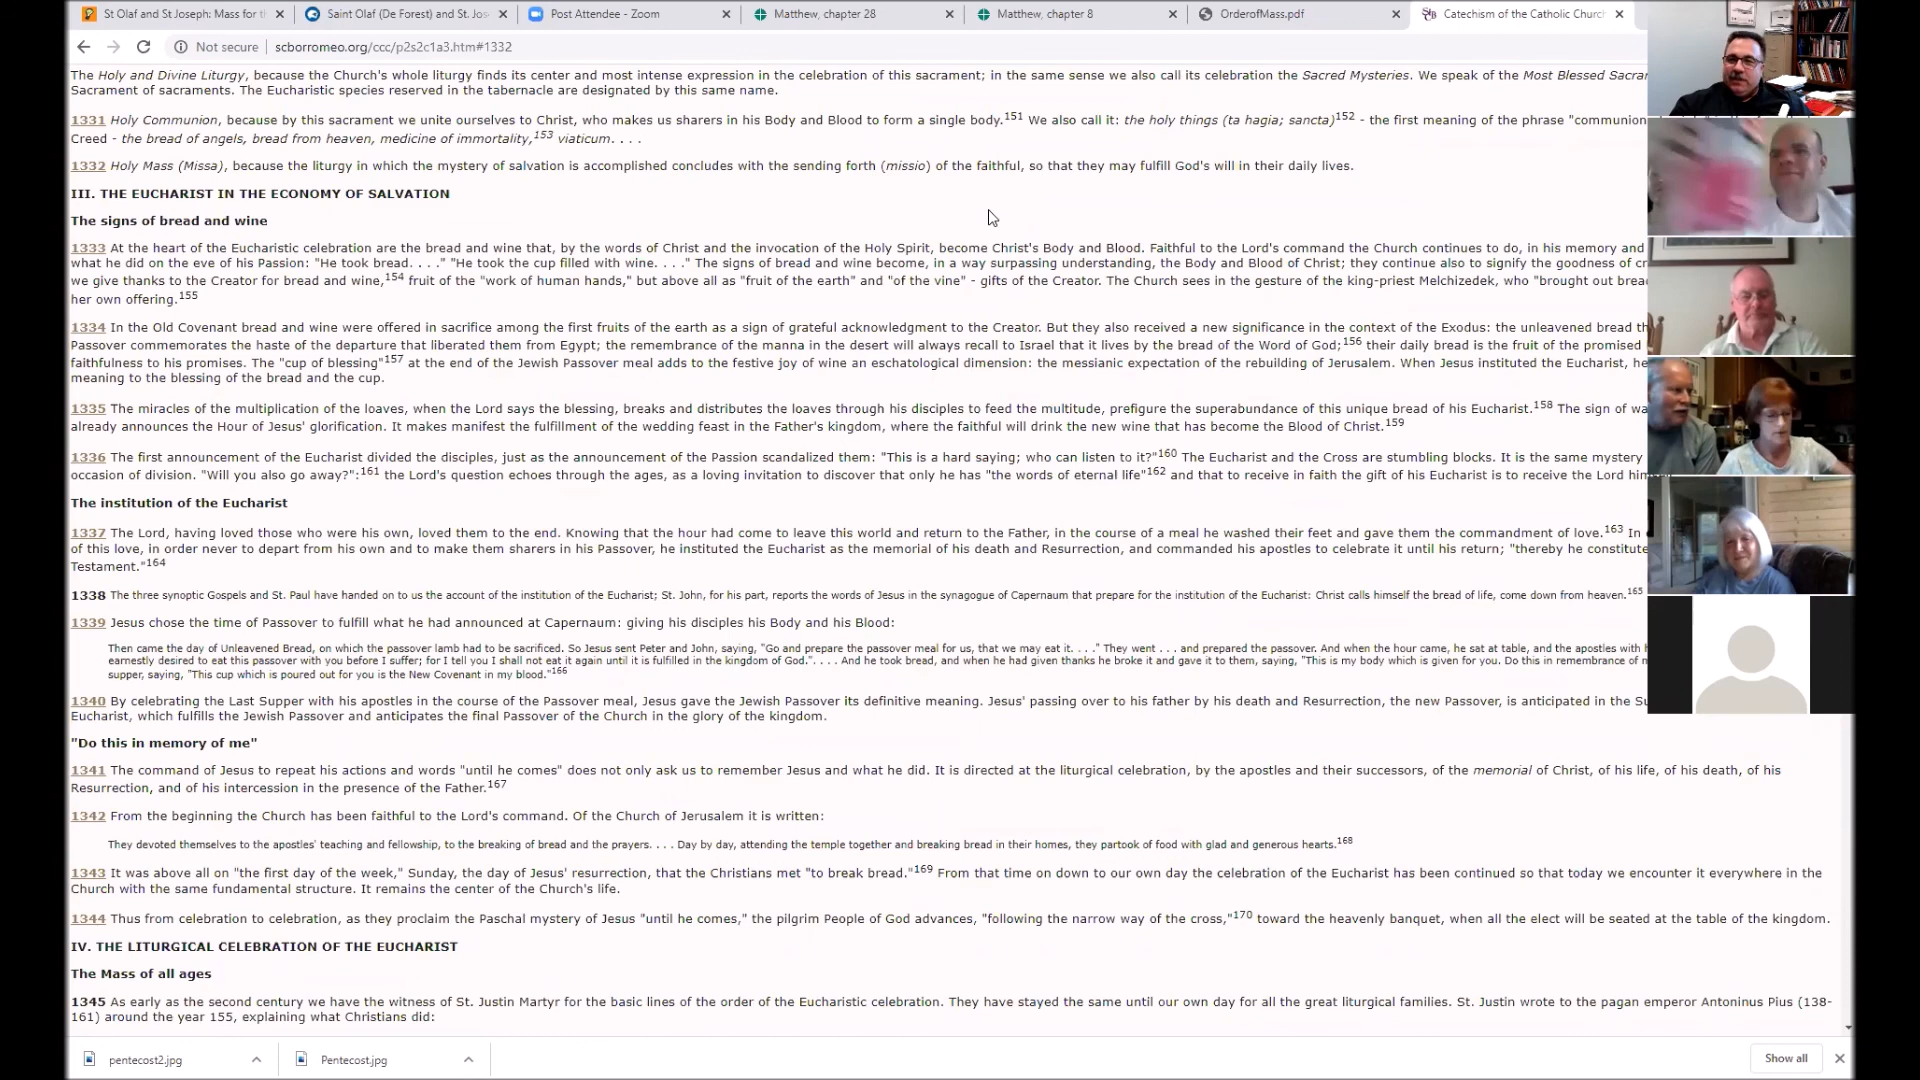 St Olaf and St Joseph: Mass for th
Saint Olaf (De Forest) and St. Jos
Post Attendee - Zoom
Matthew, chapter 28
Matthew, chapter 8
OrderofMass.pdf
Catechism of the Catholic Church
Not secure | scborromeo.org/ccc/p2s2c1a3.htm#1332
The Holy and Divine Liturgy, because the Church's whole liturgy finds its center and most intense expression in the celebration of this sacrament; in the same sense we also call its celebration the Sacred Mysteries. We speak of the Most Blessed Sacra
Sacrament of sacraments. The Eucharistic species reserved in the tabernacle are designated by this same name.
1331 Holy Communion, because by this sacrament we unite ourselves to Christ, who makes us sharers in his Body and Blood to form a single body.151 We also call it: the holy things (ta hagia; sancta)152 - the first meaning of the phrase "communion
Creed - the bread of angels, bread from heaven, medicine of immortality,153 viaticum. . . .
1332 Holy Mass (Missa), because the liturgy in which the mystery of salvation is accomplished concludes with the sending forth (missio) of the faithful, so that they may fulfill God's will in their daily lives.
III. THE EUCHARIST IN THE ECONOMY OF SALVATION
The signs of bread and wine
1333 At the heart of the Eucharistic celebration are the bread and wine that, by the words of Christ and the invocation of the Holy Spirit, become Christ's Body and Blood. Faithful to the Lord's command the Church continues to do, in his memory and
what he did on the eve of his Passion: "He took bread. . . ." "He took the cup filled with wine. . . ." The signs of bread and wine become, in a way surpassing understanding, the Body and Blood of Christ; they continue also to signify the goodness of cr
we give thanks to the Creator for bread and wine,154 fruit of the "work of human hands," but above all as "fruit of the earth" and "of the vine" - gifts of the Creator. The Church sees in the gesture of the king-priest Melchizedek, who "brought out brea
her own offering.155
1334 In the Old Covenant bread and wine were offered in sacrifice among the first fruits of the earth as a sign of grateful acknowledgment to the Creator. But they also received a new significance in the context of the Exodus: the unleavened bread th
Passover commemorates the haste of the departure that liberated them from Egypt; the remembrance of the manna in the desert will always recall to Israel that it lives by the bread of the Word of God;156 their daily bread is the fruit of the promised
faithfulness to his promises. The "cup of blessing"157 at the end of the Jewish Passover meal adds to the festive joy of wine an eschatological dimension: the messianic expectation of the rebuilding of Jerusalem. When Jesus instituted the Eucharist, he
meaning to the blessing of the bread and the cup.
1335 The miracles of the multiplication of the loaves, when the Lord says the blessing, breaks and distributes the loaves through his disciples to feed the multitude, prefigure the superabundance of this unique bread of his Eucharist.158 The sign of wa
already announces the Hour of Jesus' glorification. It makes manifest the fulfillment of the wedding feast in the Father's kingdom, where the faithful will drink the new wine that has become the Blood of Christ.159
1336 The first announcement of the Eucharist divided the disciples, just as the announcement of the Passion scandalized them: "This is a hard saying; who can listen to it?"160 The Eucharist and the Cross are stumbling blocks. It is the same mystery
occasion of division. "Will you also go away?":161 the Lord's question echoes through the ages, as a loving invitation to discover that only he has "the words of eternal life"162 and that to receive in faith the gift of his Eucharist is to receive the Lord him
The institution of the Eucharist
1337 The Lord, having loved those who were his own, loved them to the end. Knowing that the hour had come to leave this world and return to the Father, in the course of a meal he washed their feet and gave them the commandment of love.163 In
of this love, in order never to depart from his own and to make them sharers in his Passover, he instituted the Eucharist as the memorial of his death and Resurrection, and commanded his apostles to celebrate it until his return; "thereby he constitute
Testament."164
1338 The three synoptic Gospels and St. Paul have handed on to us the account of the institution of the Eucharist; St. John, for his part, reports the words of Jesus in the synagogue of Capernaum that prepare for the institution of the Eucharist: Christ calls himself the bread of life, come down from heaven.165
1339 Jesus chose the time of Passover to fulfill what he had announced at Capernaum: giving his disciples his Body and his Blood:
Then came the day of Unleavened Bread, on which the passover lamb had to be sacrificed. So Jesus sent Peter and John, saying, "Go and prepare the passover meal for us, that we may eat it. . . ." They went . . . and prepared the passover. And when the hour came, he sat at table, and the apostles with h
earnestly desired to eat this passover with you before I suffer; for I tell you I shall not eat it again until it is fulfilled in the kingdom of God.". . . . And he took bread, and when he had given thanks he broke it and gave it to them, saying, "This is my body which is given for you. Do this in remembrance of m
supper, saying, "This cup which is poured out for you is the New Covenant in my blood."166
1340 By celebrating the Last Supper with his apostles in the course of the Passover meal, Jesus gave the Jewish Passover its definitive meaning. Jesus' passing over to his father by his death and Resurrection, the new Passover, is anticipated in the Su
Eucharist, which fulfills the Jewish Passover and anticipates the final Passover of the Church in the glory of the kingdom.
"Do this in memory of me"
1341 The command of Jesus to repeat his actions and words "until he comes" does not only ask us to remember Jesus and what he did. It is directed at the liturgical celebration, by the apostles and their successors, of the memorial of Christ, of his life, of his death, of his
Resurrection, and of his intercession in the presence of the Father.167
1342 From the beginning the Church has been faithful to the Lord's command. Of the Church of Jerusalem it is written:
They devoted themselves to the apostles' teaching and fellowship, to the breaking of bread and the prayers. . . . Day by day, attending the temple together and breaking bread in their homes, they partook of food with glad and generous hearts.168
1343 It was above all on "the first day of the week," Sunday, the day of Jesus' resurrection, that the Christians met "to break bread."169 From that time on down to our own day the celebration of the Eucharist has been continued so that today we encounter it everywhere in the
Church with the same fundamental structure. It remains the center of the Church's life.
1344 Thus from celebration to celebration, as they proclaim the Paschal mystery of Jesus "until he comes," the pilgrim People of God advances, "following the narrow way of the cross,"170 toward the heavenly banquet, when all the elect will be seated at the table of the kingdom.
IV. THE LITURGICAL CELEBRATION OF THE EUCHARIST
The Mass of all ages
1345 As early as the second century we have the witness of St. Justin Martyr for the basic lines of the order of the Eucharistic celebration. They have stayed the same until our own day for all the great liturgical families. St. Justin wrote to the pagan emperor Antoninus Pius (138-
161) around the year 155, explaining what Christians did:
pentecost2.jpg
Pentecost.jpg
Show all